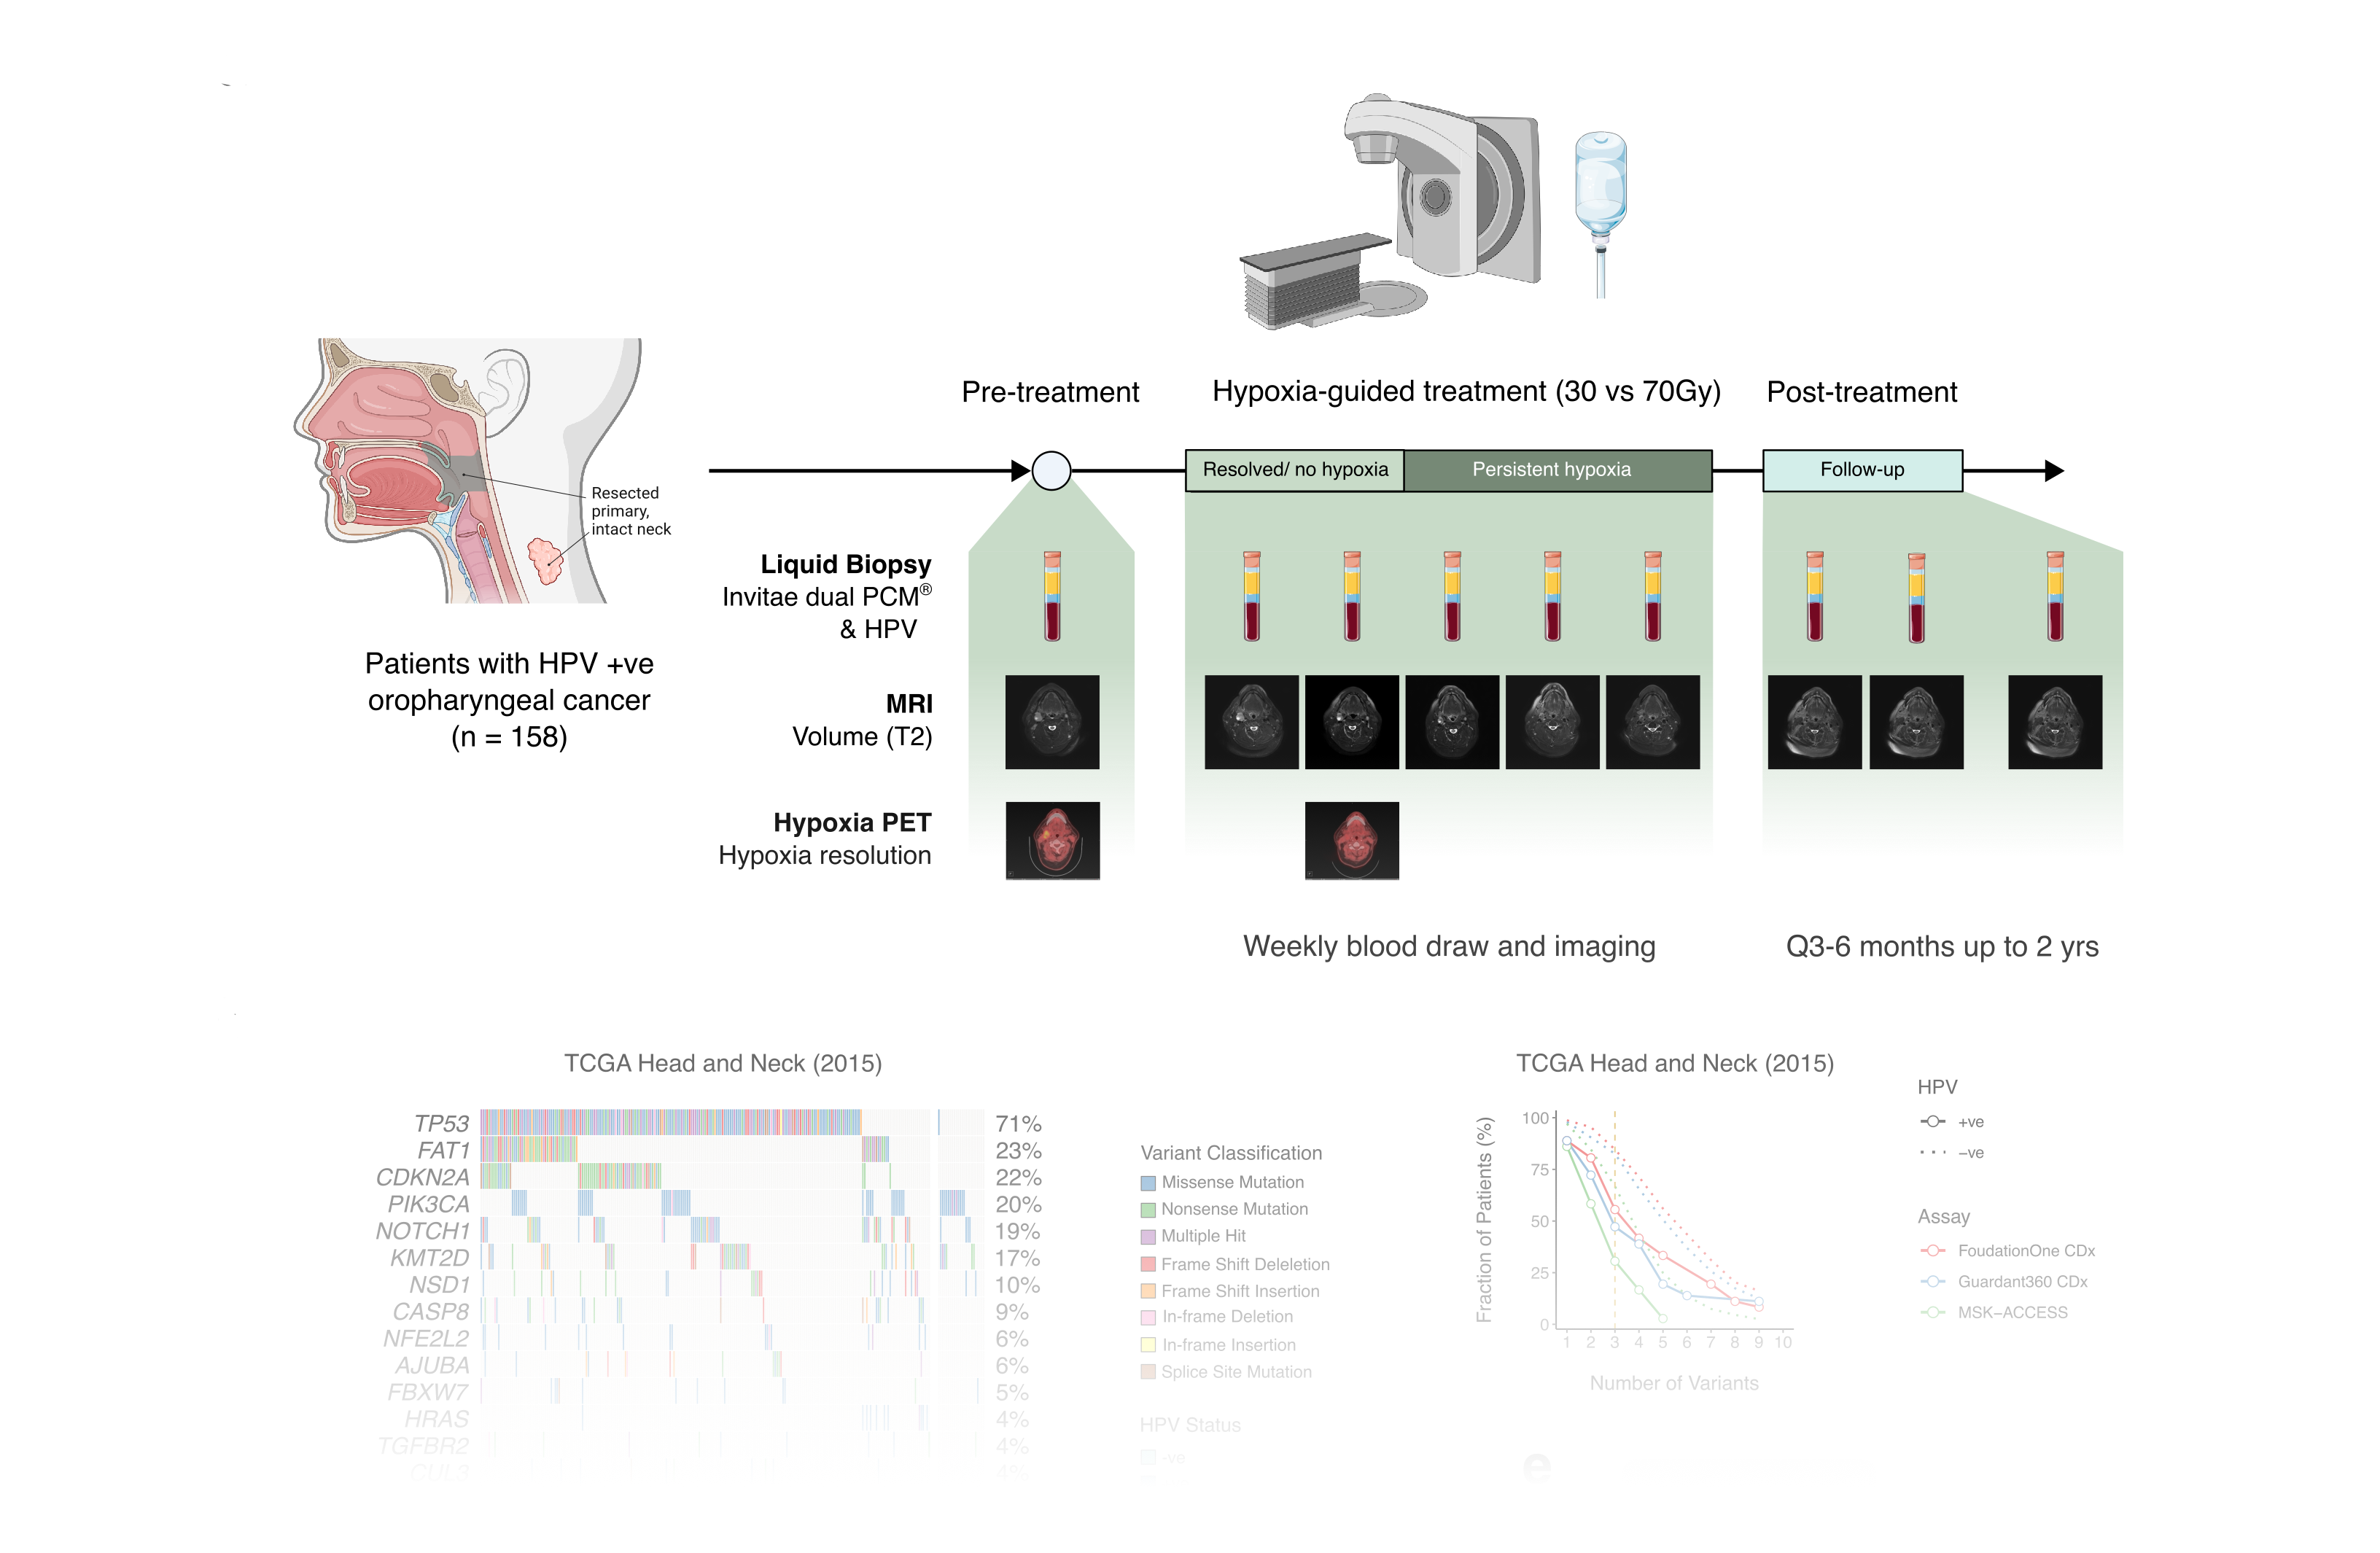 Pre-treatment
Hypoxia-guided treatment (30 vs 70Gy)
Post-treatment
Resolved/ no hypoxia
Persistent hypoxia
Follow-up
Resected
primary,
intact neck
Patients with HPV +ve
oropharyngeal cancer
(n = 158)
Liquid Biopsy
Invitae dual PCM®
& HPV
MRI
Volume (T2)
Hypoxia PET
Hypoxia resolution
Weekly blood draw and imaging
Q3-6 months up to 2 yrs
TCGA Head and Neck (2015)
TP53 71%
FAT1 23%
CDKN2A 22%
PIK3CA 20%
NOTCH1 19%
KMT2D 17%
NSD1 10%
CASP8 9%
NFE2L2 6%
AJUBA 6%
FBXW7 5%
HRAS 4%
TGFBR2 4%
CUL3 4%
Variant Classification
Missense Mutation
Nonsense Mutation
Multiple Hit
Frame Shift Deleletion
Frame Shift Insertion
In-frame Deletion
In-frame Insertion
Splice Site Mutation
HPV Status
-ve
TCGA Head and Neck (2015)
Fraction of Patients (%)
100
75
50
25
0
1 2 3 4 5 6 7 8 9 10
Number of Variants
HPV
+ve
−ve
Assay
FoudationOne CDx
Guardant360 CDx
MSK−ACCESS
e